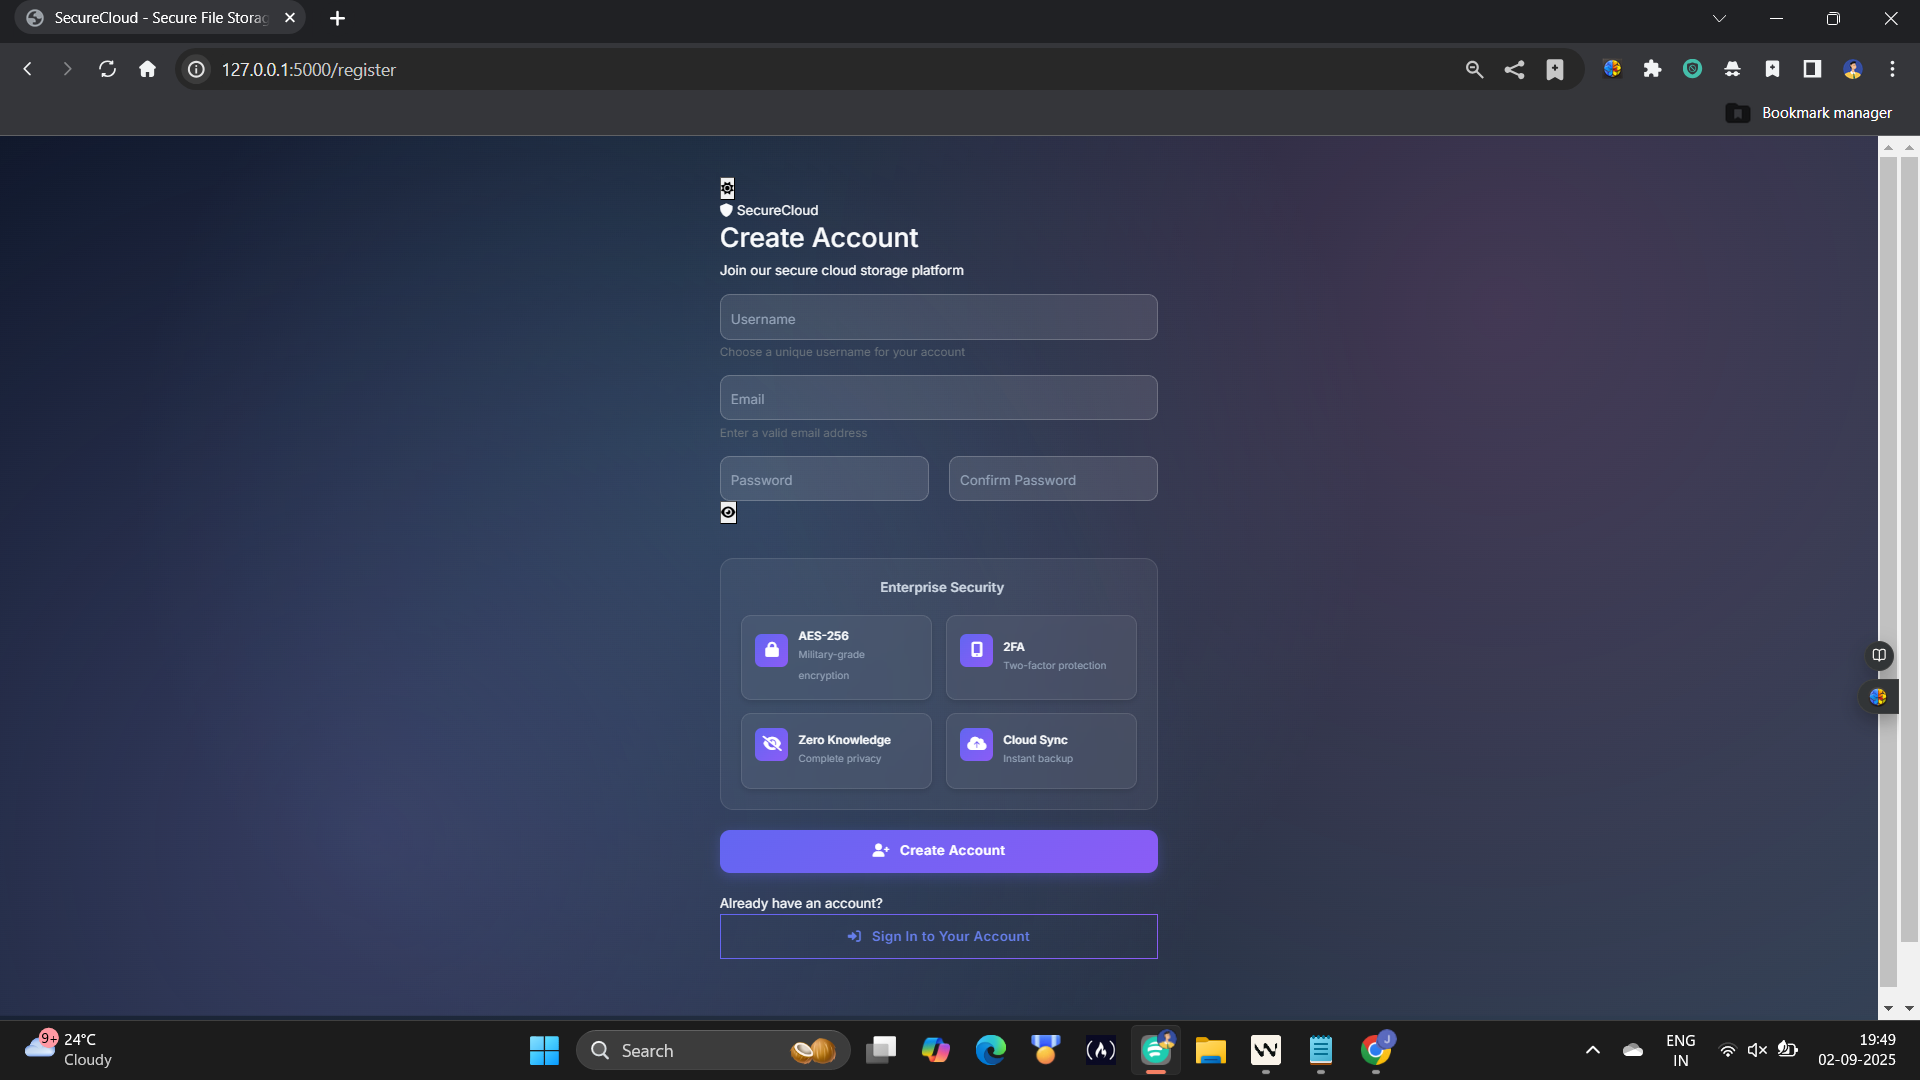 SecureCloud - Secure File Storag
127.0.0.1:5000/register
Bookmark manager
SecureCloud
Create Account
Join our secure cloud storage platform
Username
Choose a unique username for your account
Email
Enter a valid email address
Password
Confirm Password
Enterprise Security
AES-256
Military-grade
encryption
2FA
Two-factor protection
Zero Knowledge
Complete privacy
Cloud Sync
Instant backup
Create Account
Already have an account?
Sign In to Your Account
9+
24°C
Cloudy
Search
J
ENG
IN
19:49
02-09-2025